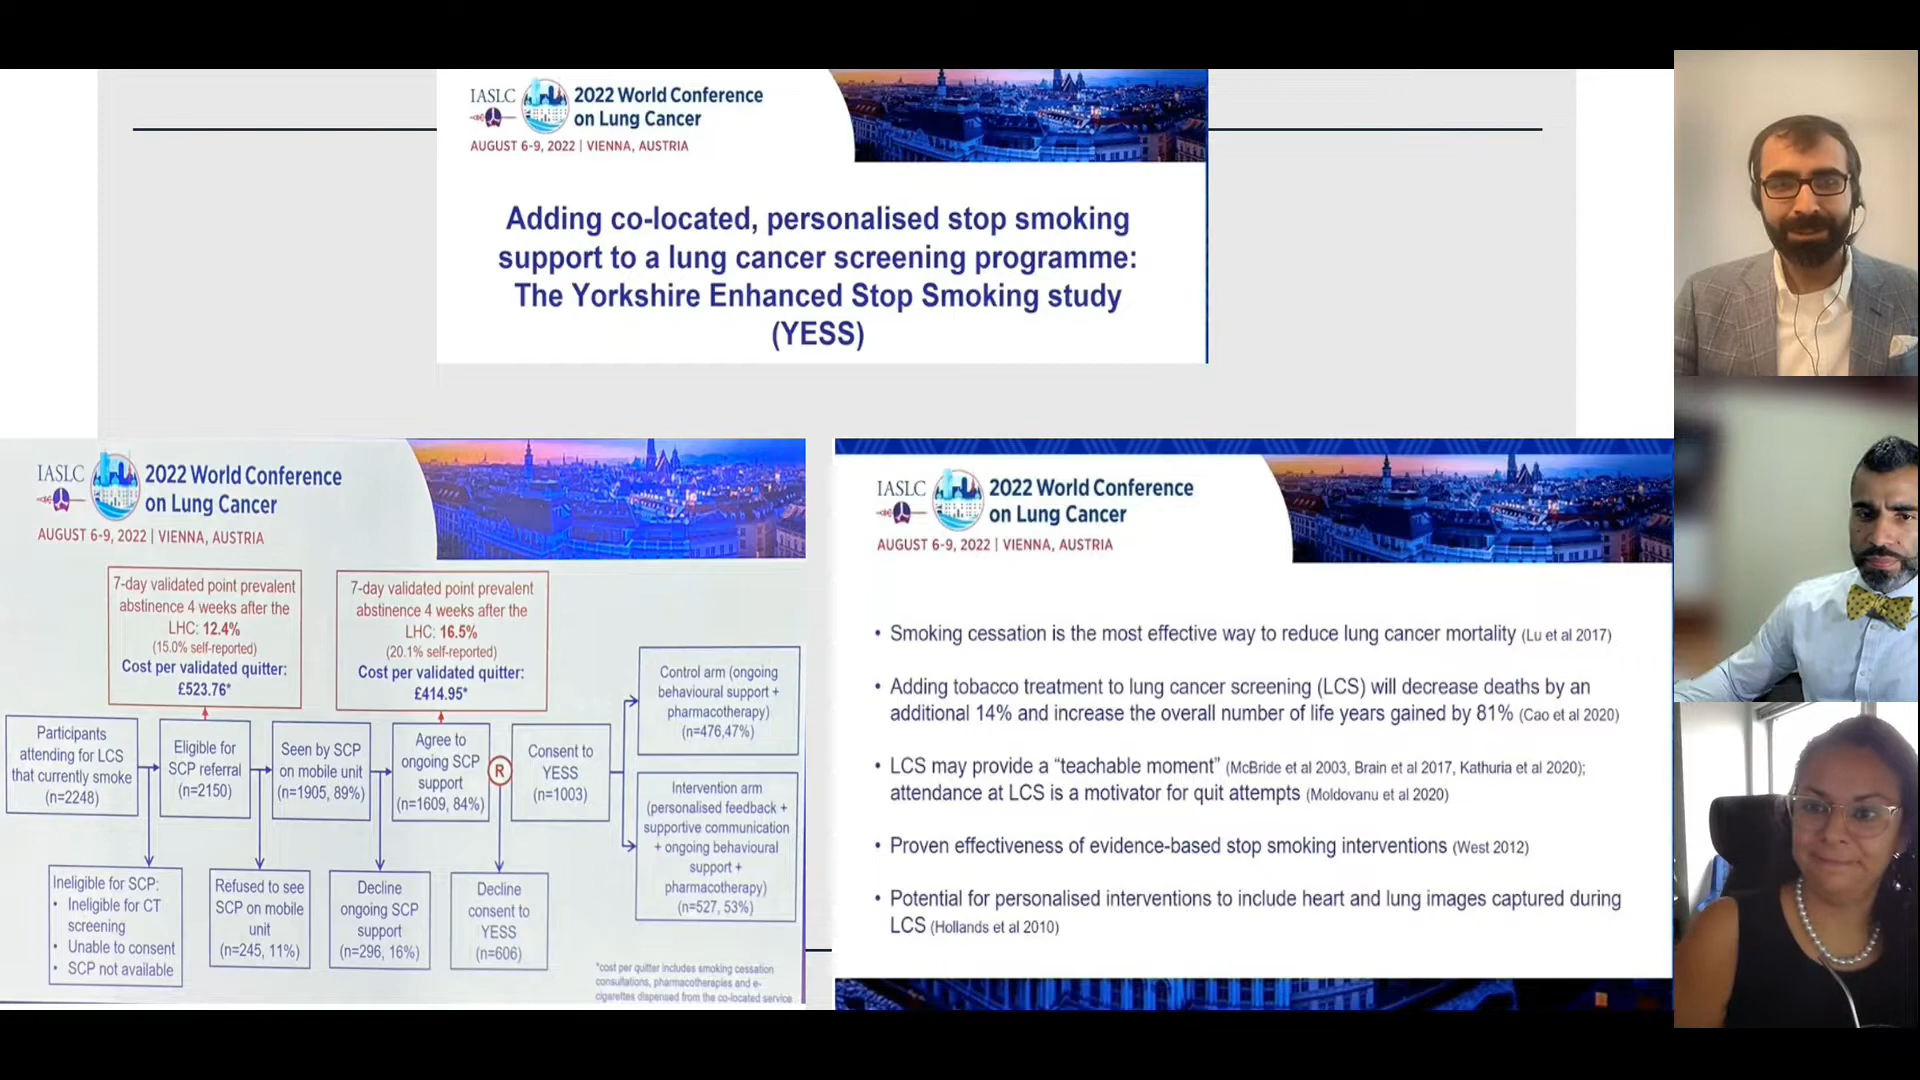 IASLC
2022 World Conference
on Lung Cancer
AUGUST 6-9, 2022 | VIENNA, AUSTRIA
Adding co-located, personalised stop smoking
support to a lung cancer screening programme:
The Yorkshire Enhanced Stop Smoking study
(YESS)
IASLC
2022 World Conference
on Lung Cancer
AUGUST 6-9, 2022 | VIENNA, AUSTRIA
7-day validated point prevalent
abstinence 4 weeks after the
LHC: 12.4%
(15.0% self-reported)
Cost per validated quitter:
£523.76*
7-day validated point prevalent
abstinence 4 weeks after the
LHC: 16.5%
(20.1% self-reported)
Cost per validated quitter:
£414.95*
Participants
attending for LCS
that currently smoke
(n=2248)
Eligible for
SCP referral
(n=2150)
Seen by SCP
on mobile unit
(n=1905, 89%)
Agree to
ongoing SCP
support
(n=1609, 84%)
R
Consent to
YESS
(n=1003)
Control arm (ongoing
behavioural support +
pharmacotherapy)
(n=476,47%)
Intervention arm
(personalised feedback +
supportive communication
+ ongoing behavioural
support +
pharmacotherapy)
(n=527, 53%)
Ineligible for SCP:
• Ineligible for CT
screening
• Unable to consent
• SCP not available
Refused to see
SCP on mobile
unit
(n=245, 11%)
Decline
ongoing SCP
support
(n=296, 16%)
Decline
consent to
YESS
(n=606)
*cost per quitter includes smoking cessation
consultations, pharmacotherapies and e-
cigarettes dispensed from the co-located service
IASLC
2022 World Conference
on Lung Cancer
AUGUST 6-9, 2022 | VIENNA, AUSTRIA
• Smoking cessation is the most effective way to reduce lung cancer mortality (Lu et al 2017)
• Adding tobacco treatment to lung cancer screening (LCS) will decrease deaths by an
additional 14% and increase the overall number of life years gained by 81% (Cao et al 2020)
• LCS may provide a “teachable moment” (McBride et al 2003, Brain et al 2017, Kathuria et al 2020);
attendance at LCS is a motivator for quit attempts (Moldovanu et al 2020)
• Proven effectiveness of evidence-based stop smoking interventions (West 2012)
• Potential for personalised interventions to include heart and lung images captured during
LCS (Hollands et al 2010)